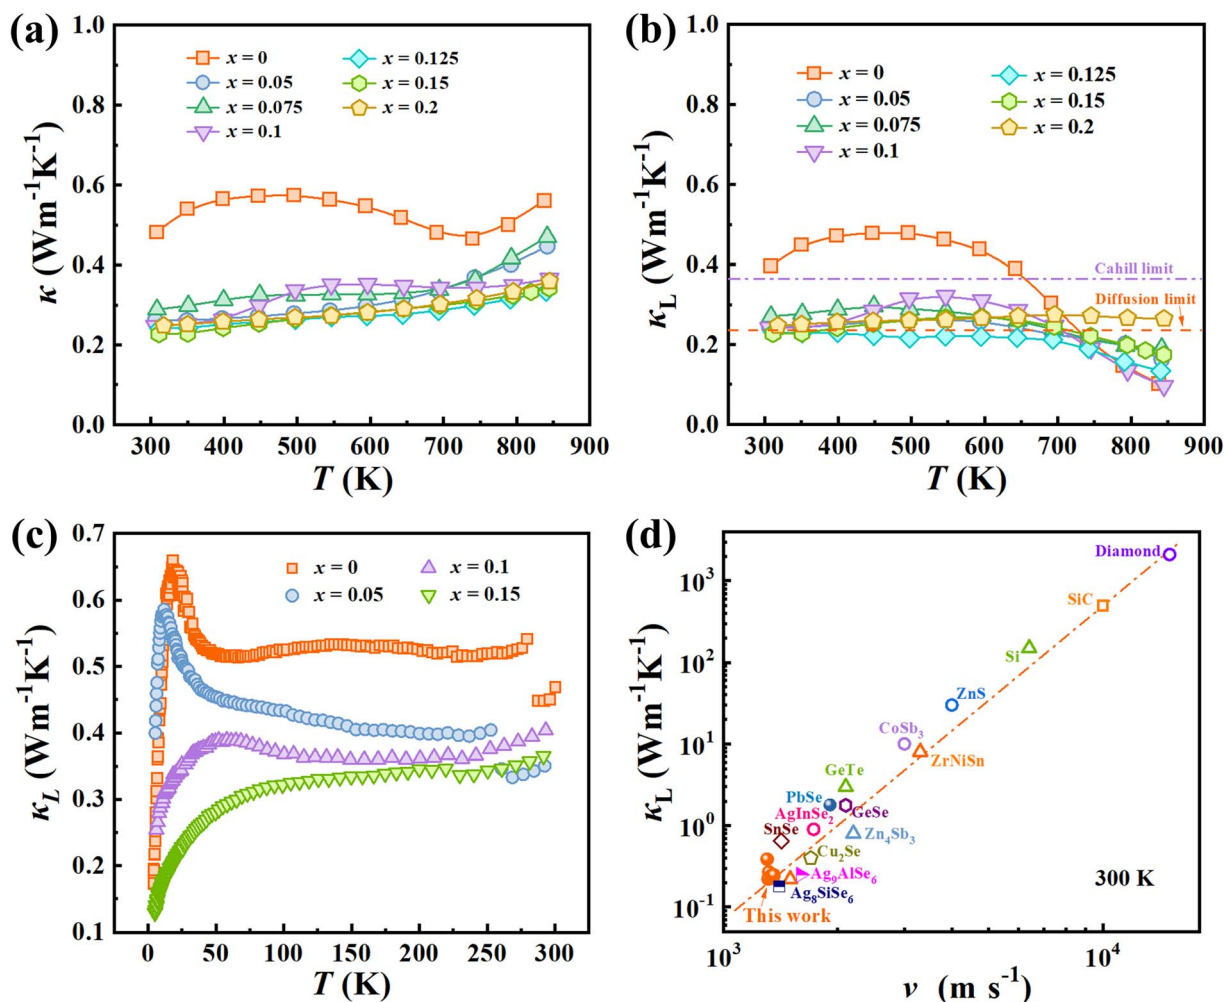 (a)
κ (Wm⁻¹K⁻¹)
1.0
0.8
0.6
0.4
0.2
0.0
x = 0
x = 0.05
x = 0.075
x = 0.1
x = 0.125
x = 0.15
x = 0.2
300 400 500 600 700 800 900
T (K)
(b)
κL (Wm⁻¹K⁻¹)
1.0
0.8
0.6
0.4
0.2
0.0
x = 0
x = 0.05
x = 0.075
x = 0.1
x = 0.125
x = 0.15
x = 0.2
Cahill limit
Diffusion limit
300 400 500 600 700 800 900
T (K)
(c)
κL (Wm⁻¹K⁻¹)
0.7
0.6
0.5
0.4
0.3
0.2
0.1
x = 0
x = 0.05
x = 0.1
x = 0.15
0 50 100 150 200 250 300
T (K)
(d)
κL (Wm⁻¹K⁻¹)
10³
10²
10¹
10⁰
10⁻¹
Diamond
SiC
Si
ZnS
CoSb₃
ZrNiSn
GeTe
PbSe
GeSe
AgInSe₂
SnSe
Zn₄Sb₃
Cu₂Se
Ag₉AlSe₆
Ag₈SiSe₆
This work
300 K
10³ 10⁴
ν (m s⁻¹)